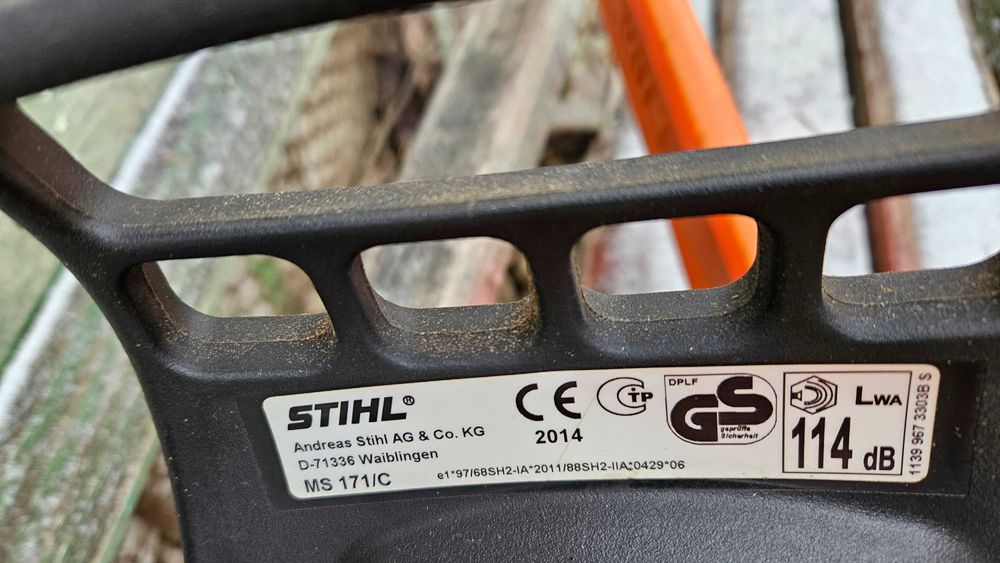 STIHL®
Andreas Stihl AG & Co. KG
D-71336 Waiblingen
MS 171/C
e1*97/68SH2-IA*2011/88SH2-IIA*0429*06
CE
2014
CTP
DPLF
GS
geprüfte
Sicherheit
LWA
114 dB
1139 967 3303B S